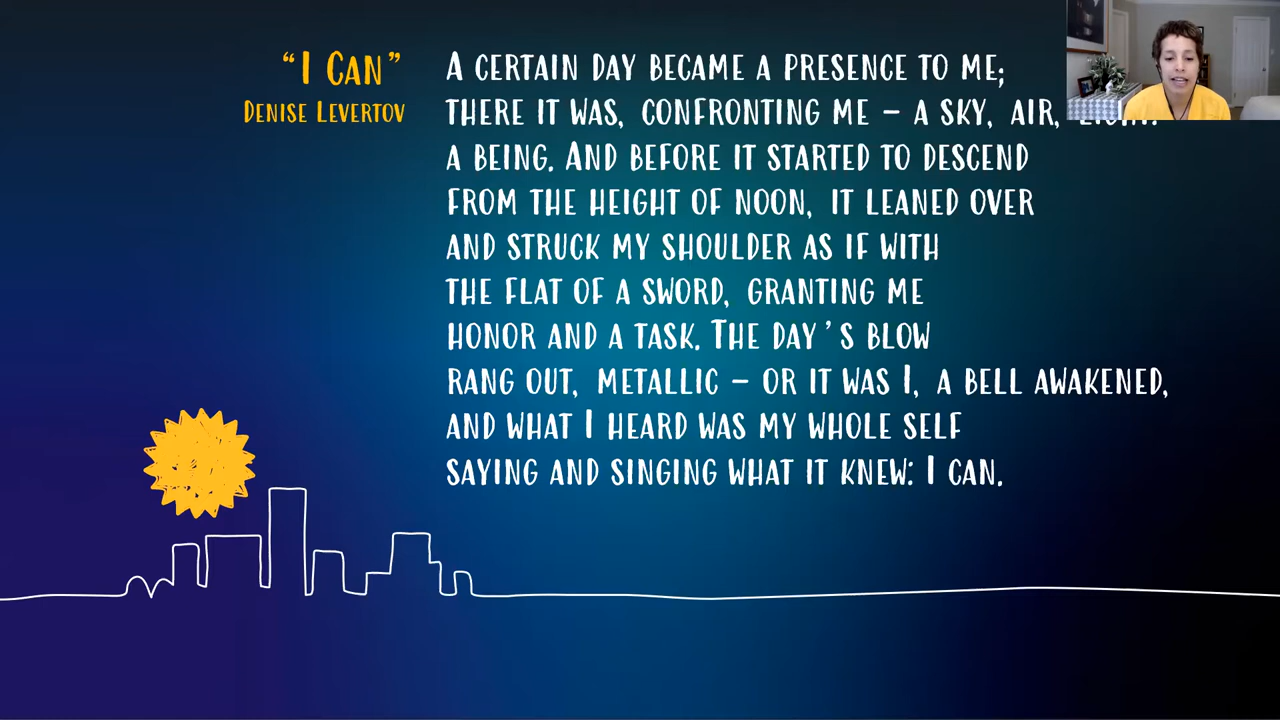 “I Can”
Denise Levertov
A certain day became a presence to me;
there it was, confronting me – a sky, air,
a being. And before it started to descend
from the height of noon, it leaned over
and struck my shoulder as if with
the flat of a sword, granting me
honor and a task. The day’s blow
rang out, metallic – or it was I, a bell awakened,
and what I heard was my whole self
saying and singing what it knew: I can.